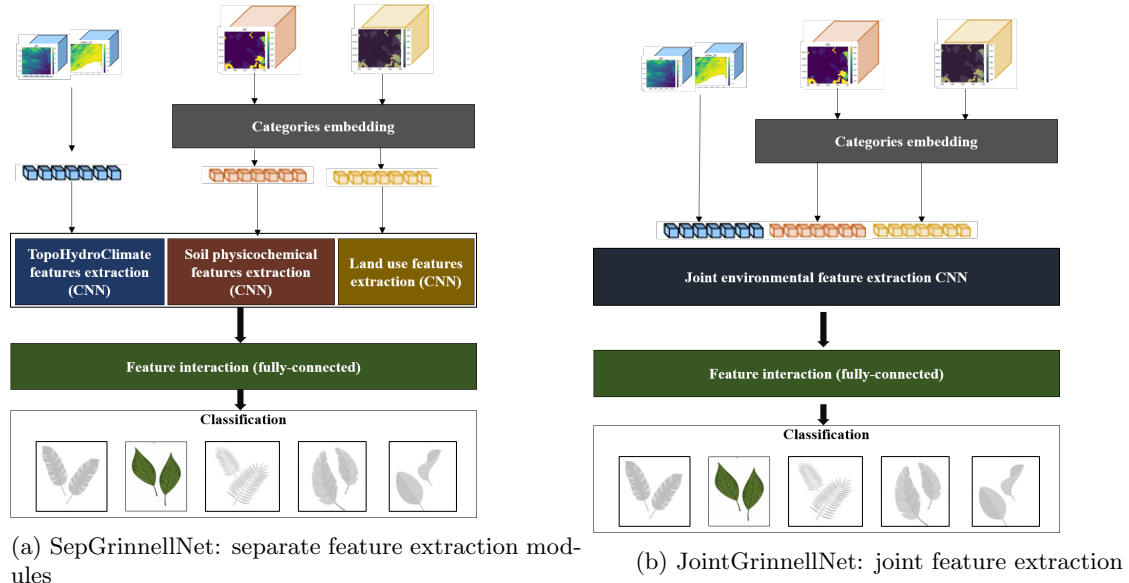 Categories embedding
TopoHydroClimate
features extraction
(CNN)
Soil physicochemical
features extraction
(CNN)
Land use features
extraction (CNN)
Feature interaction (fully-connected)
Classification
(a) SepGrinnellNet: separate feature extraction mod-
ules
Categories embedding
Joint environmental feature extraction CNN
Feature interaction (fully-connected)
Classification
(b) JointGrinnellNet: joint feature extraction